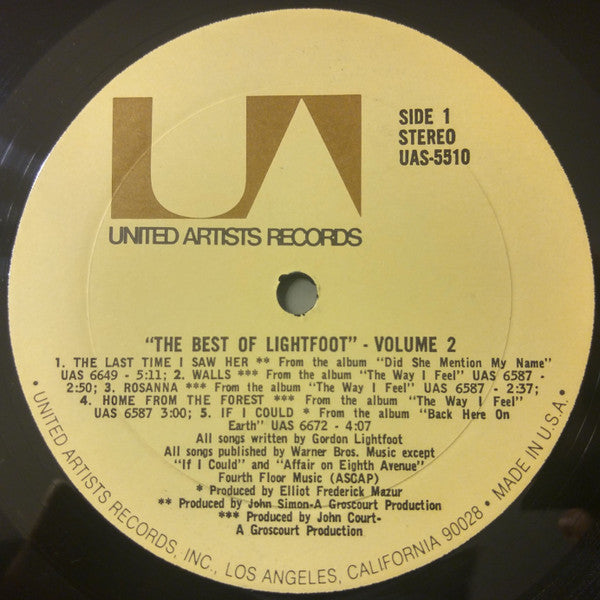 UA
SIDE 1
STEREO
UAS-5510
UNITED ARTISTS RECORDS
"THE BEST OF LIGHTFOOT" - VOLUME 2
1. THE LAST TIME I SAW HER ** From the album "Did She Mention My Name"
UAS 6649 - 5:11; 2. WALLS *** From the album "The Way I Feel" UAS 6587 -
2:50; 3. ROSANNA *** From the album "The Way I Feel" UAS 6587 - 2:37;
4. HOME FROM THE FOREST *** From the album "The Way I Feel"
UAS 6587 3:00; 5. IF I COULD * From the album "Back Here On
Earth" UAS 6672 - 4:07
All songs written by Gordon Lightfoot
All songs published by Warner Bros. Music except
"If I Could" and "Affair on Eighth Avenue"
Fourth Floor Music (ASCAP)
* Produced by Elliot Frederick Mazur
** Produced by John Simon-A Groscourt Production
*** Produced by John Court-
A Groscourt Production
• UNITED ARTISTS RECORDS, INC., LOS ANGELES, CALIFORNIA 90028 • MADE IN U.S.A. •